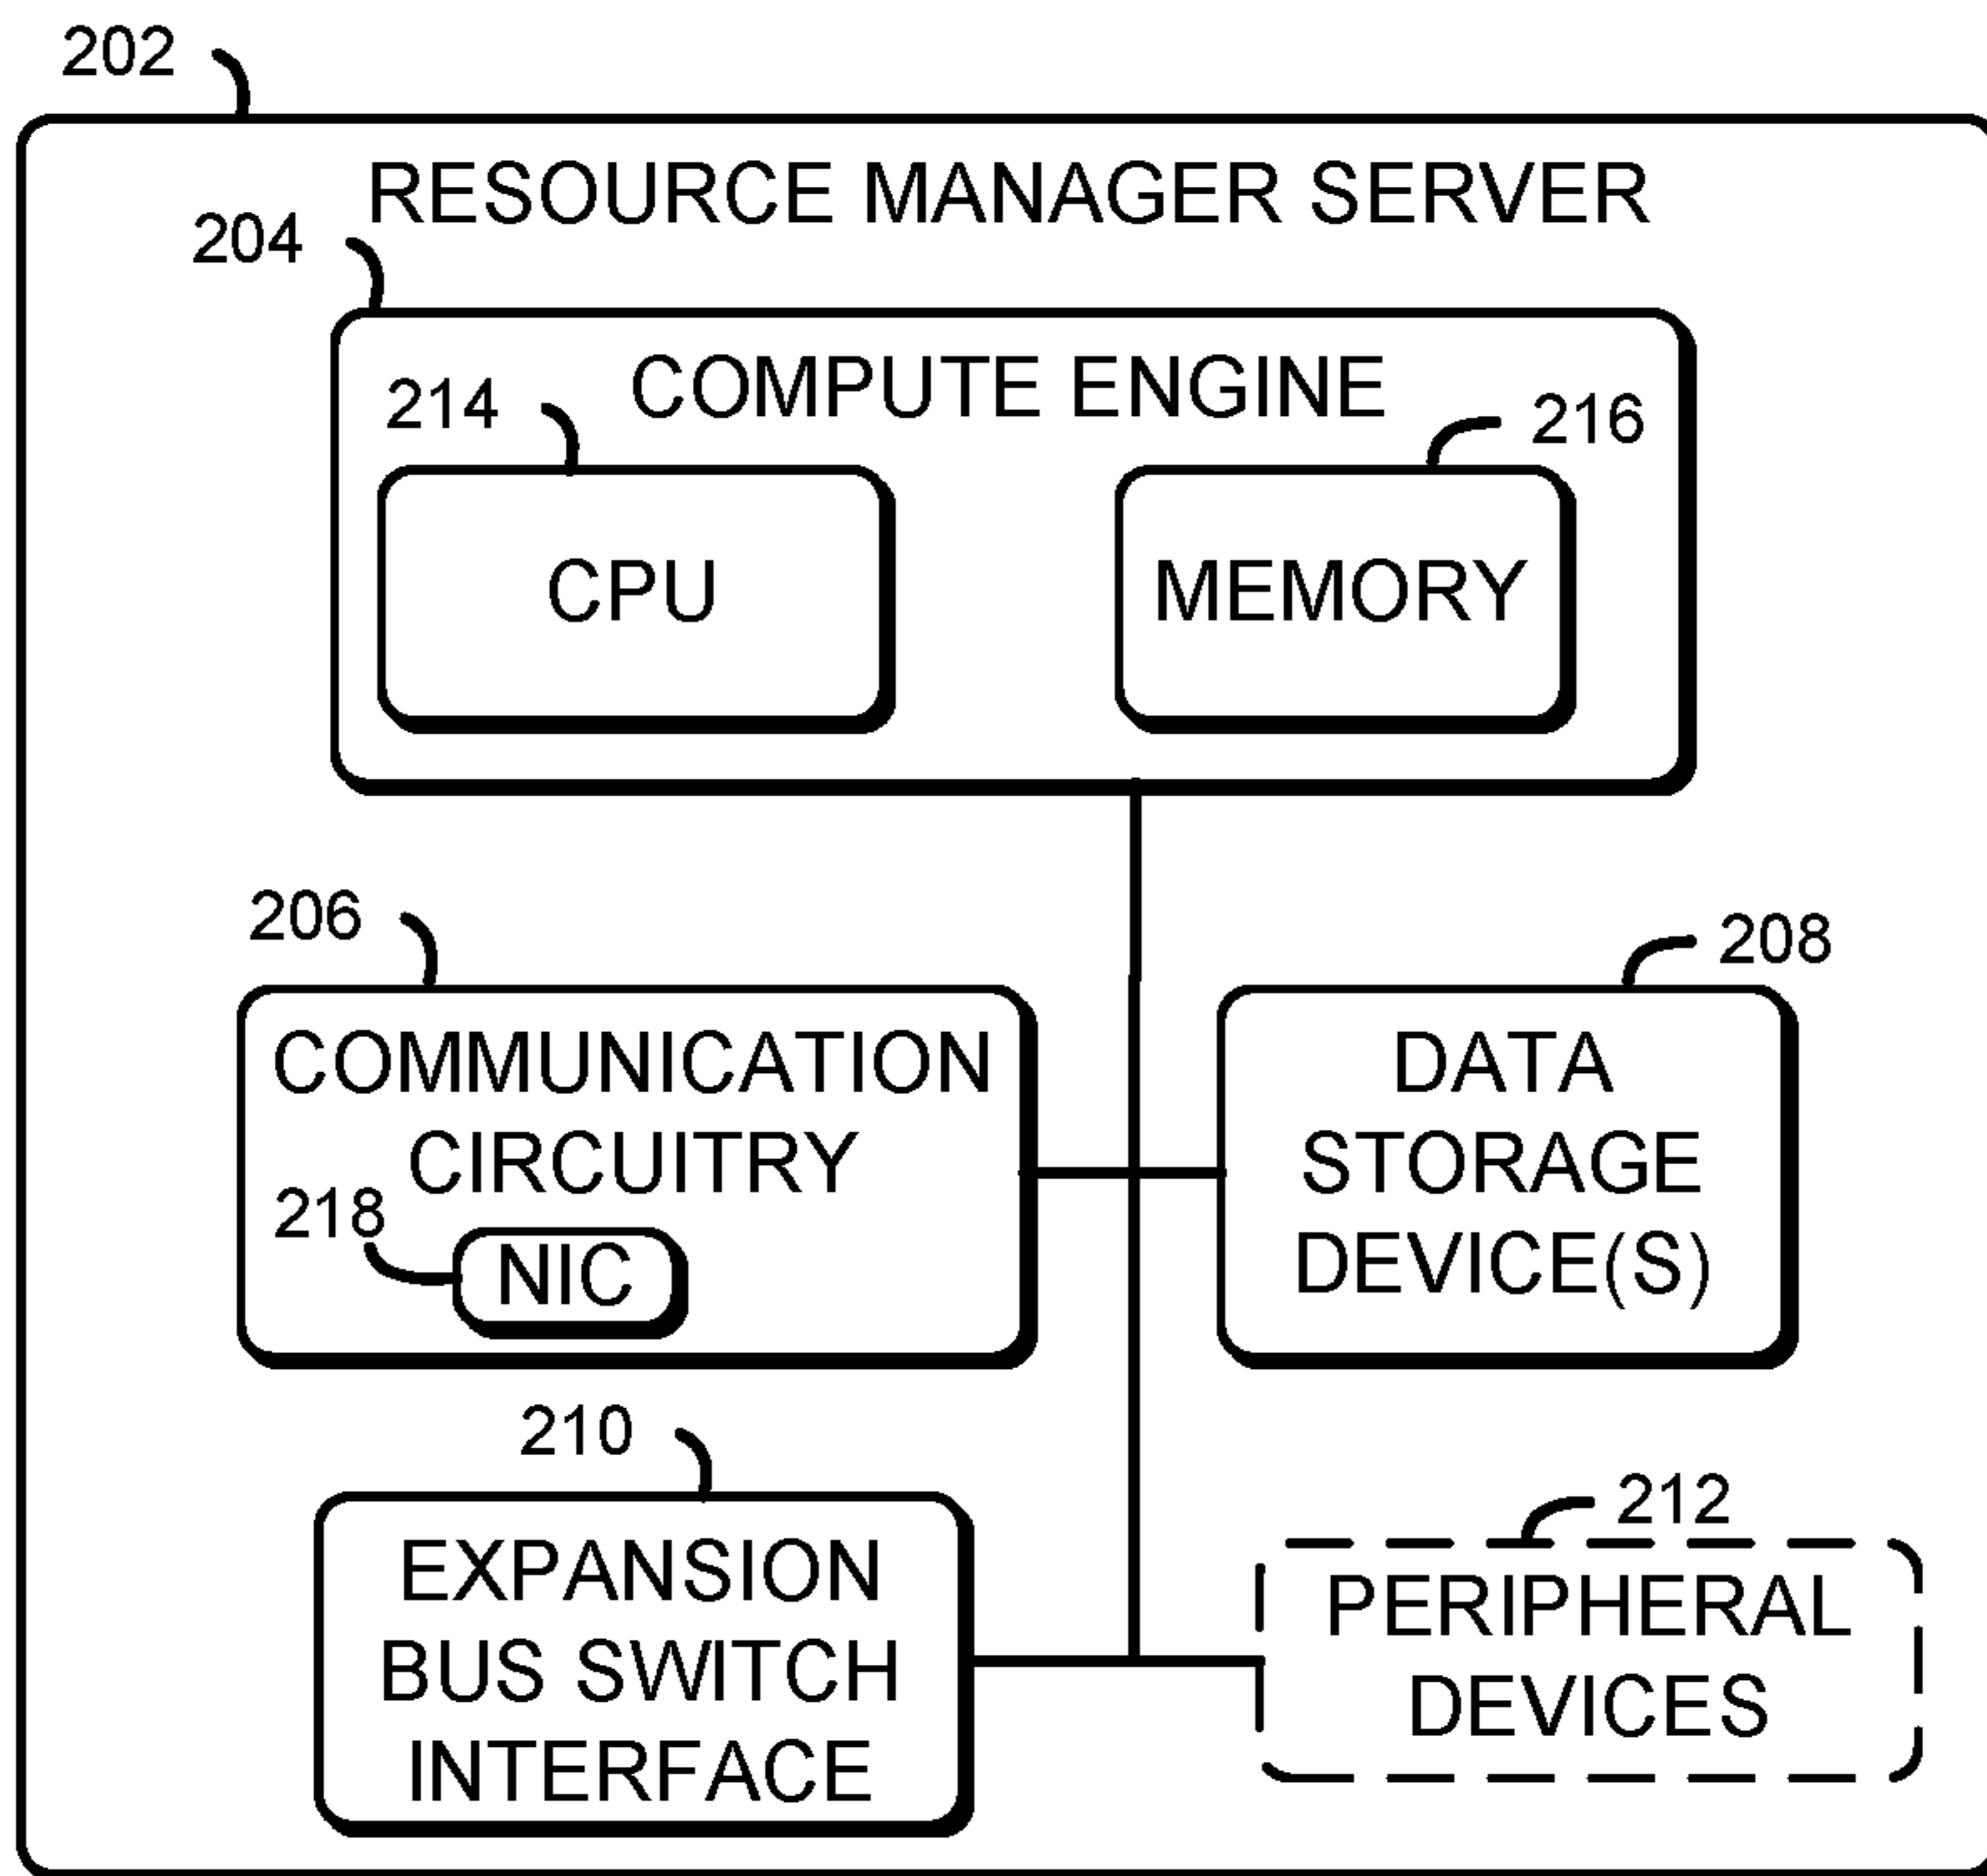 202
RESOURCE MANAGER SERVER
204
COMPUTE ENGINE
214
216
CPU
MEMORY
206
208
COMMUNICATION
CIRCUITRY
218
NIC
DATA
STORAGE
DEVICE(S)
210
212
EXPANSION
BUS SWITCH
INTERFACE
PERIPHERAL
DEVICES